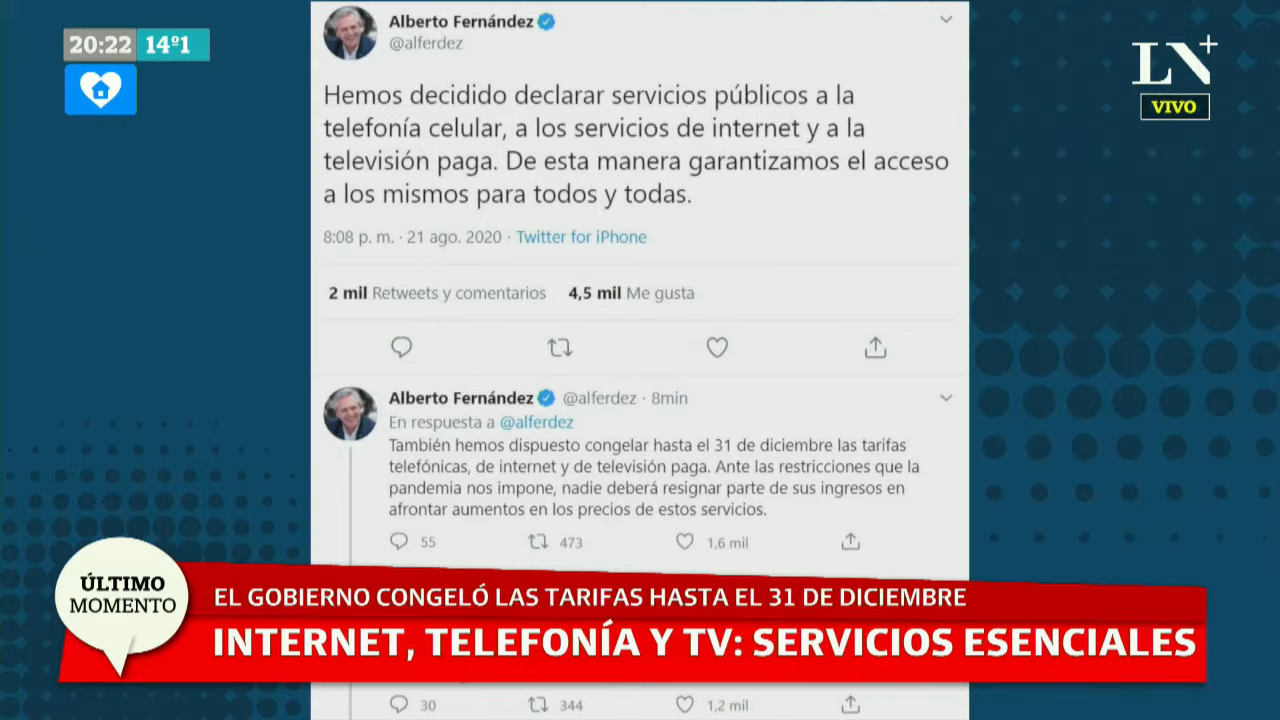 20:22 14º1
LN+
VIVO
Alberto Fernández
@alferdez
Hemos decidido declarar servicios públicos a la
telefonía celular, a los servicios de internet y a la
televisión paga. De esta manera garantizamos el acceso
a los mismos para todos y todas.
8:08 p. m. · 21 ago. 2020 · Twitter for iPhone
2 mil Retweets y comentarios 4,5 mil Me gusta
Alberto Fernández @alferdez · 8min
En respuesta a @alferdez
También hemos dispuesto congelar hasta el 31 de diciembre las tarifas
telefónicas, de internet y de televisión paga. Ante las restricciones que la
pandemia nos impone, nadie deberá resignar parte de sus ingresos en
afrontar aumentos en los precios de estos servicios.
55 473 1,6 mil
ÚLTIMO
MOMENTO
EL GOBIERNO CONGELÓ LAS TARIFAS HASTA EL 31 DE DICIEMBRE
INTERNET, TELEFONÍA Y TV: SERVICIOS ESENCIALES
30 344 1,2 mil